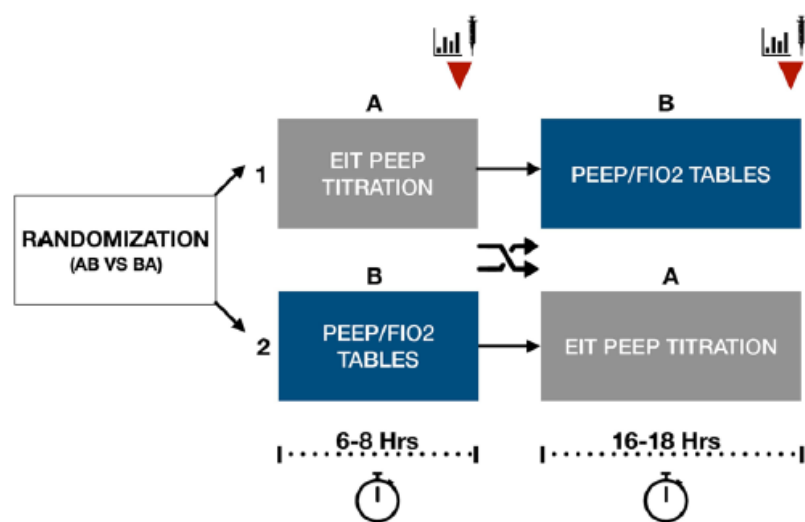 A
B
EIT PEEP
TITRATION
PEEP/FIO2 TABLES
1
RANDOMIZATION
(AB VS BA)
B
A
2
PEEP/FIO2
TABLES
EIT PEEP TITRATION
6-8 Hrs
16-18 Hrs